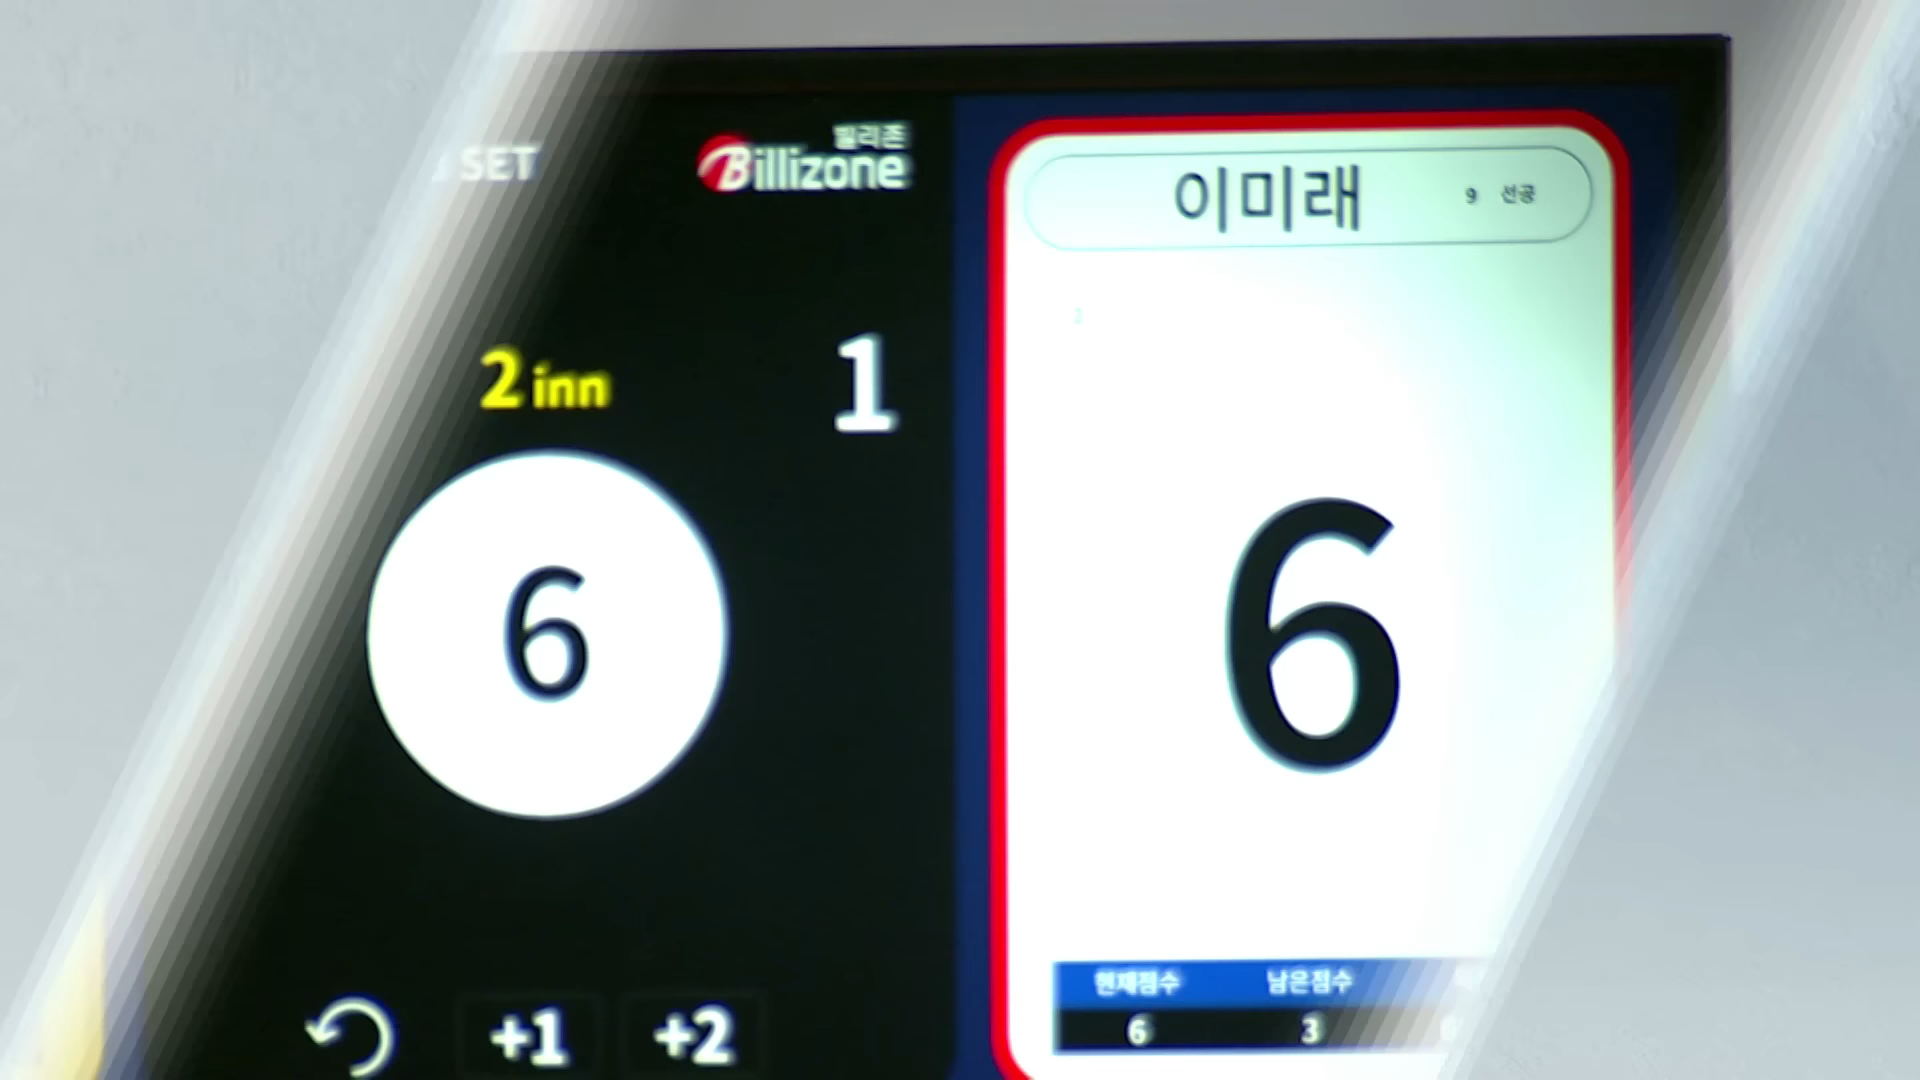 SET
빌리존
Billizone
2 inn
1
6
+1
+2
이미래
9 선공
6
현재점수 남은점수
6 3